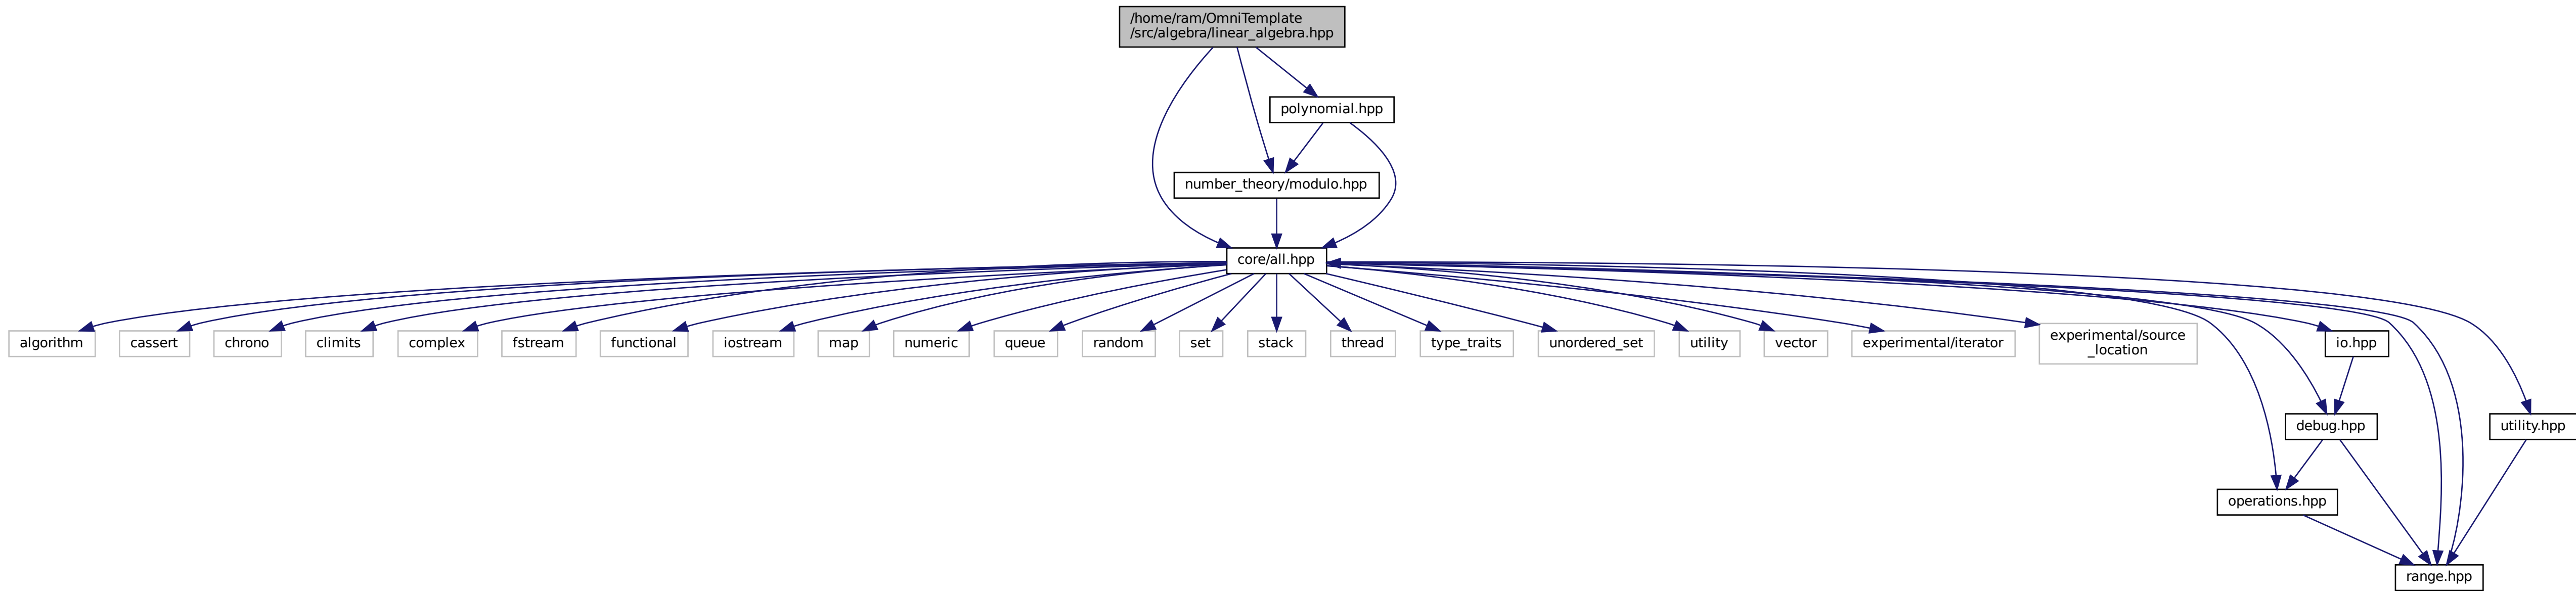 /home/ram/OmniTemplate
/src/algebra/linear_algebra.hpp
polynomial.hpp
number_theory/modulo.hpp
core/all.hpp
algorithm
cassert
chrono
climits
complex
fstream
functional
iostream
map
numeric
queue
random
set
stack
thread
type_traits
unordered_set
utility
vector
experimental/iterator
experimental/source
_location
io.hpp
debug.hpp
utility.hpp
operations.hpp
range.hpp